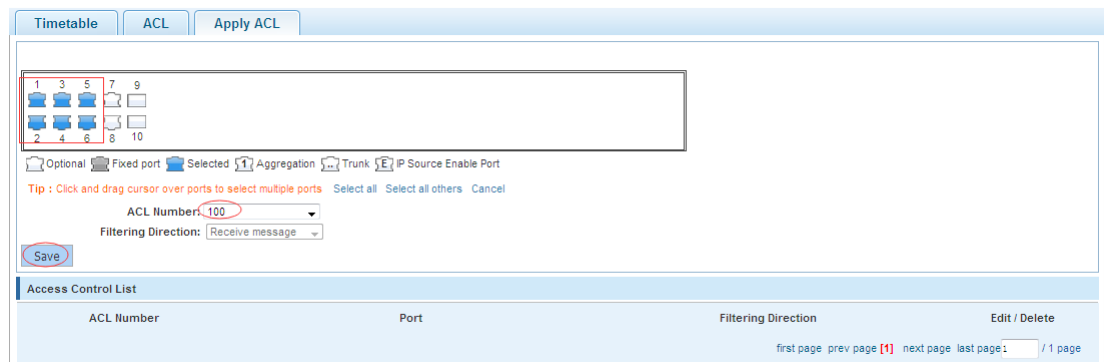 Timetable ACL Apply ACL
1 3 5 7 9
2 4 6 8 10
Optional Fixed port Selected 1 Aggregation ... Trunk E IP Source Enable Port
Tip : Click and drag cursor over ports to select multiple ports Select all Select all others Cancel
ACL Number: 100
Filtering Direction: Receive message
Save
Access Control List
ACL Number Port Filtering Direction Edit / Delete
first page prev page [1] next page last page 1 / 1 page